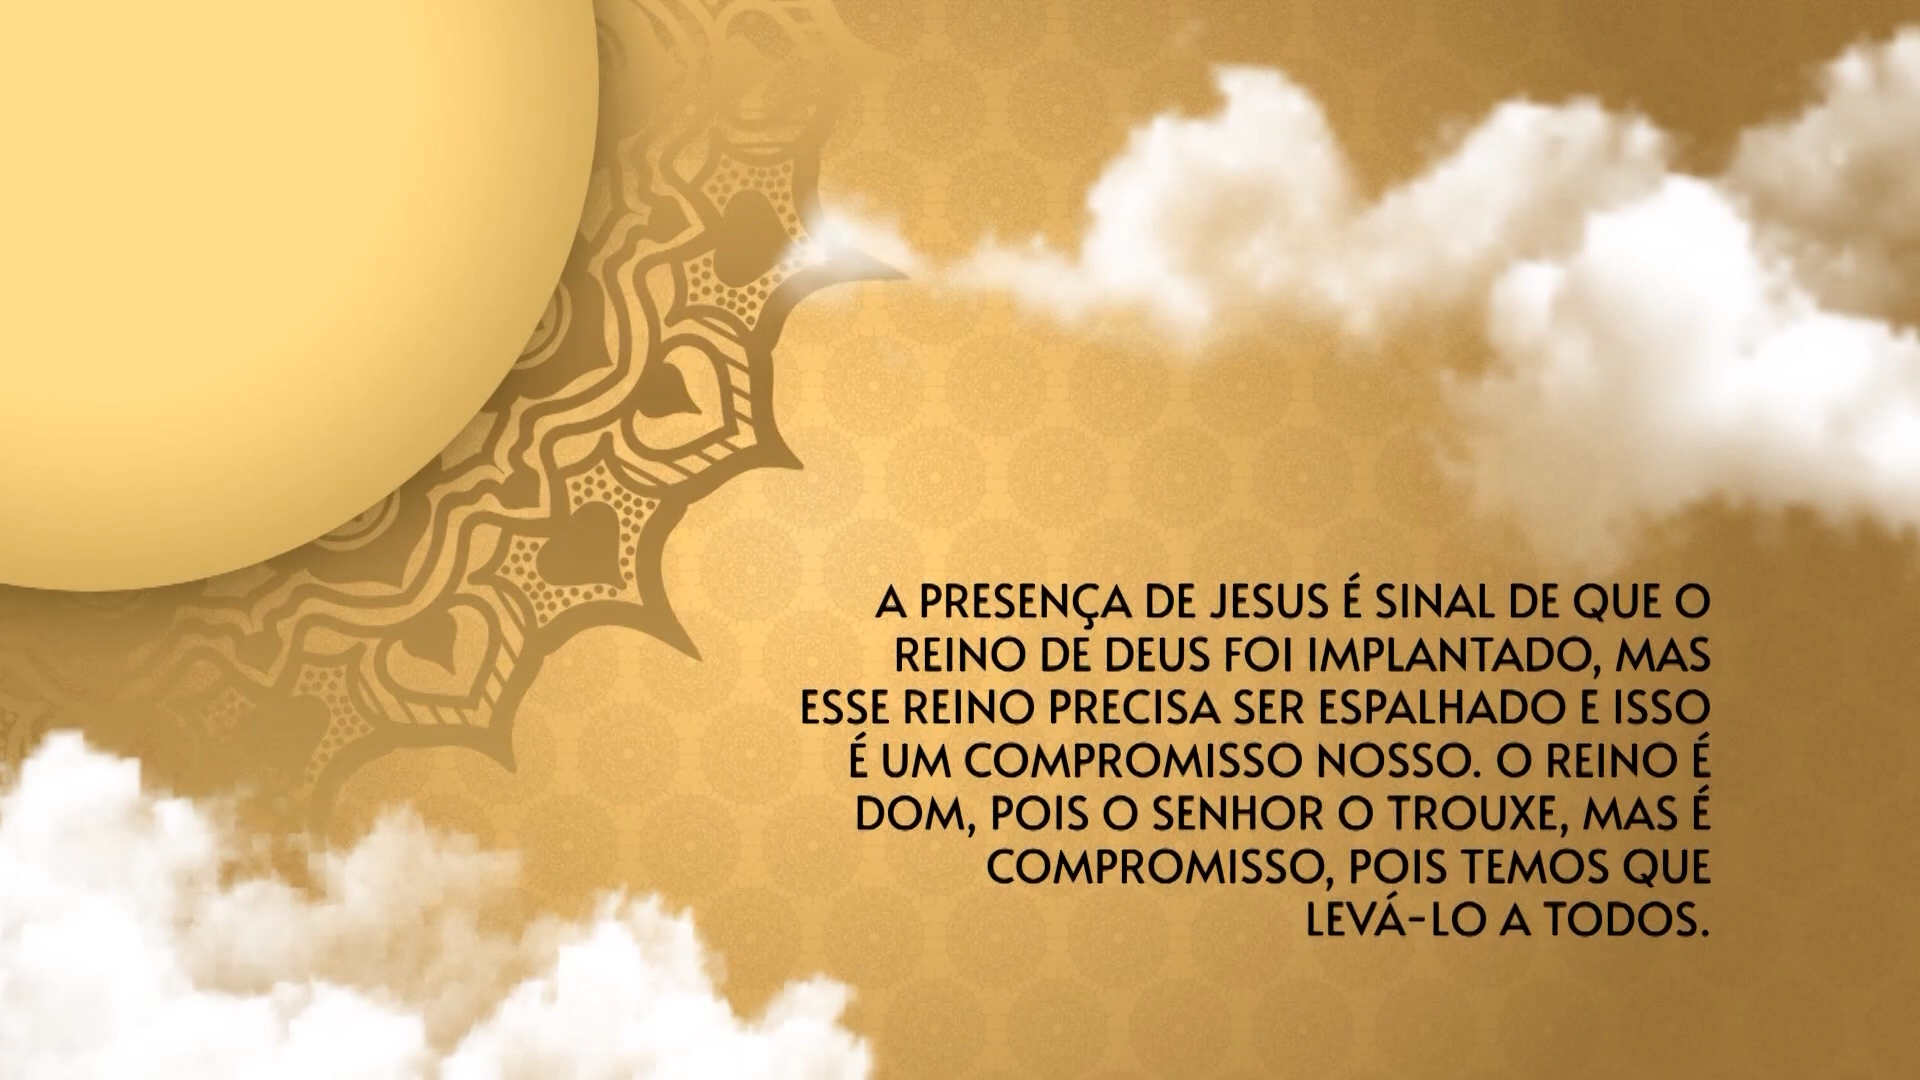 A PRESENÇA DE JESUS É SINAL DE QUE O
REINO DE DEUS FOI IMPLANTADO, MAS
ESSE REINO PRECISA SER ESPALHADO E ISSO
É UM COMPROMISSO NOSSO. O REINO É
DOM, POIS O SENHOR O TROUXE, MAS É
COMPROMISSO, POIS TEMOS QUE
LEVÁ-LO A TODOS.